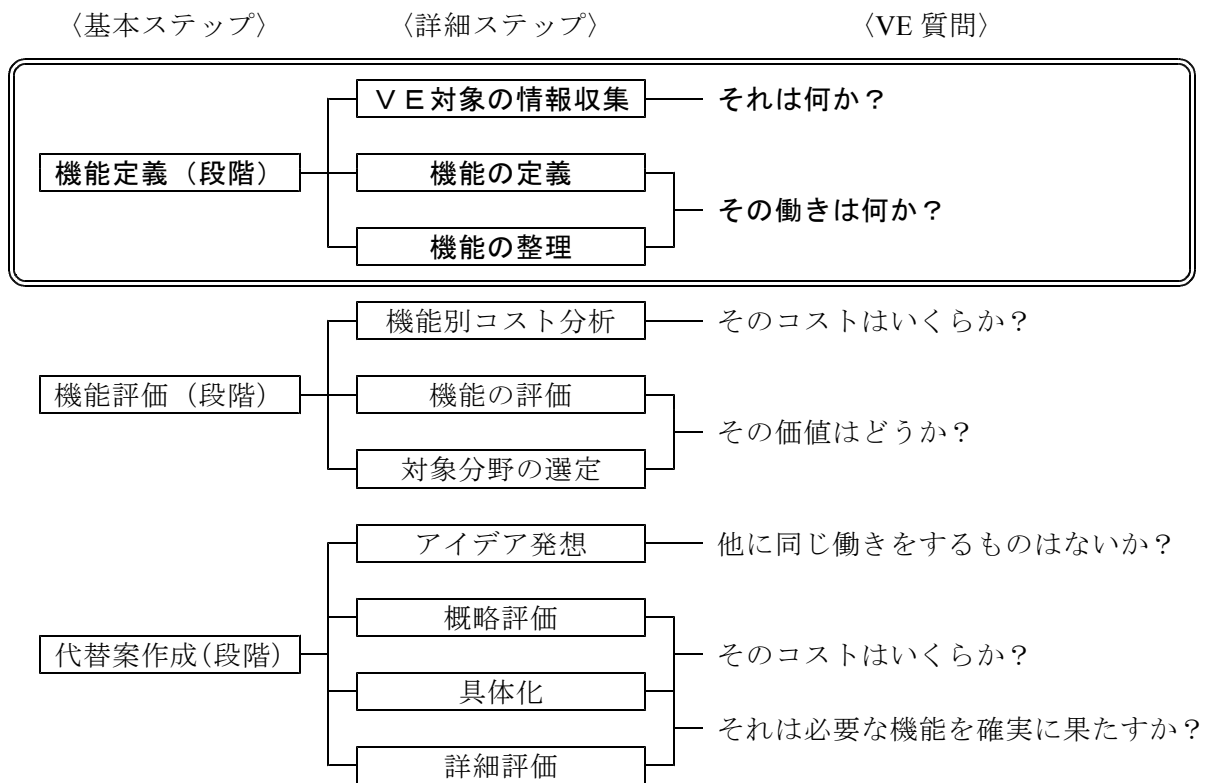 〈基本ステップ〉 〈詳細ステップ〉 〈VE 質問〉
ＶＥ対象の情報収集 それは何か？
機能定義（段階） 機能の定義
その働きは何か？
機能の整理
機能別コスト分析 そのコストはいくらか？
機能評価（段階） 機能の評価
その価値はどうか？
対象分野の選定
アイデア発想 他に同じ働きをするものはないか？
概略評価
代替案作成（段階） そのコストはいくらか？
具体化
それは必要な機能を確実に果たすか？
詳細評価